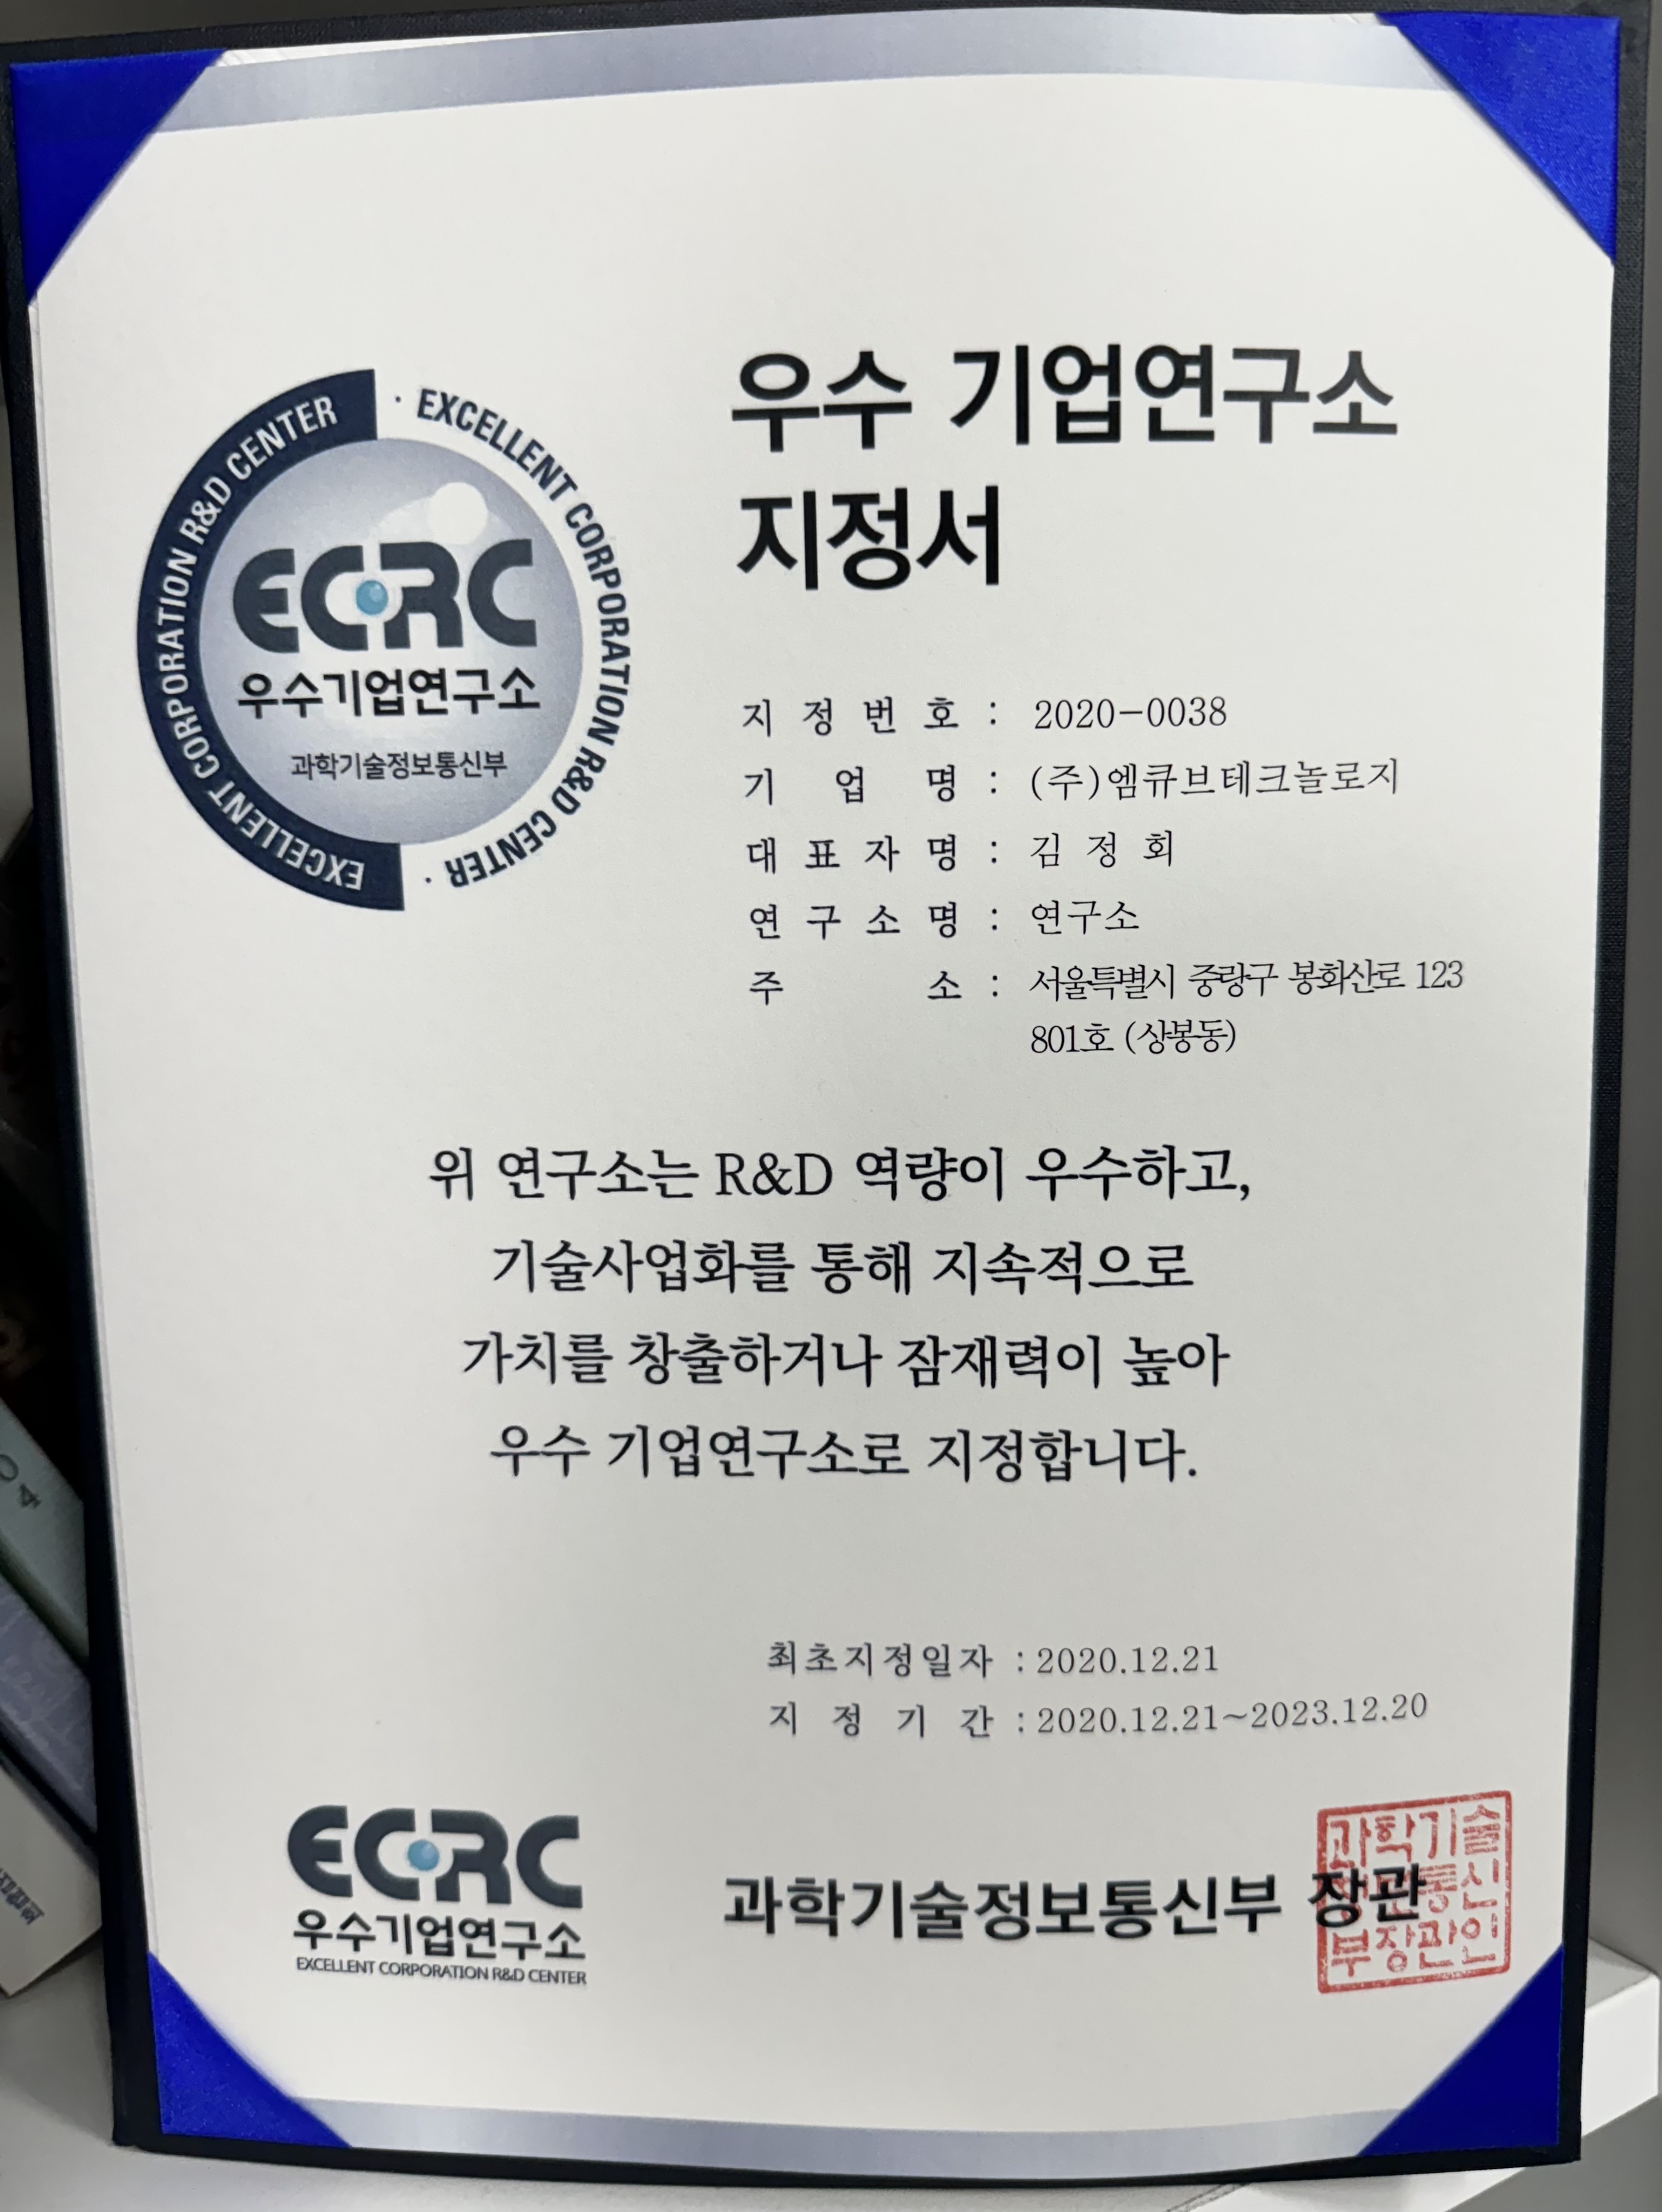 우수 기업연구소
지정서
EXCELLENT CORPORATION R&D CENTER
· EXCELLENT CORPORATION R&D CENTER ·
ECRC
우수기업연구소
과학기술정보통신부
지 정 번 호 : 2020-0038
기 업 명 : (주)엠큐브테크놀로지
대 표 자 명 : 김 정 회
연 구 소 명 : 연구소
주 소 : 서울특별시 중랑구 봉화산로 123
801호 (상봉동)
위 연구소는 R&D 역량이 우수하고,
기술사업화를 통해 지속적으로
가치를 창출하거나 잠재력이 높아
우수 기업연구소로 지정합니다.
최초지정일자 : 2020.12.21
지 정 기 간 : 2020.12.21~2023.12.20
ECRC
우수기업연구소
EXCELLENT CORPORATION R&D CENTER
과학기술정보통신부 장관
과학기술
정보통신
부장관인